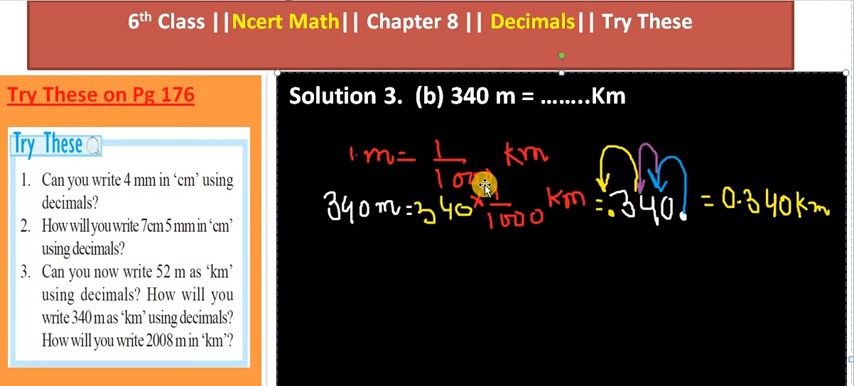 6th Class ||Ncert Math|| Chapter 8 || Decimals|| Try These
Try These on Pg 176
Try These
1. Can you write 4 mm in ‘cm’ using
decimals?
2. How will you write 7cm 5 mm in ‘cm’
using decimals?
3. Can you now write 52 m as ‘km’
using decimals? How will you
write 340 m as ‘km’ using decimals?
How will you write 2008 m in ‘km’?
Solution 3. (b) 340 m = ........Km
1 m = 1/1000 km
340 m = 340 × 1/1000 km = .340. = 0.340 km